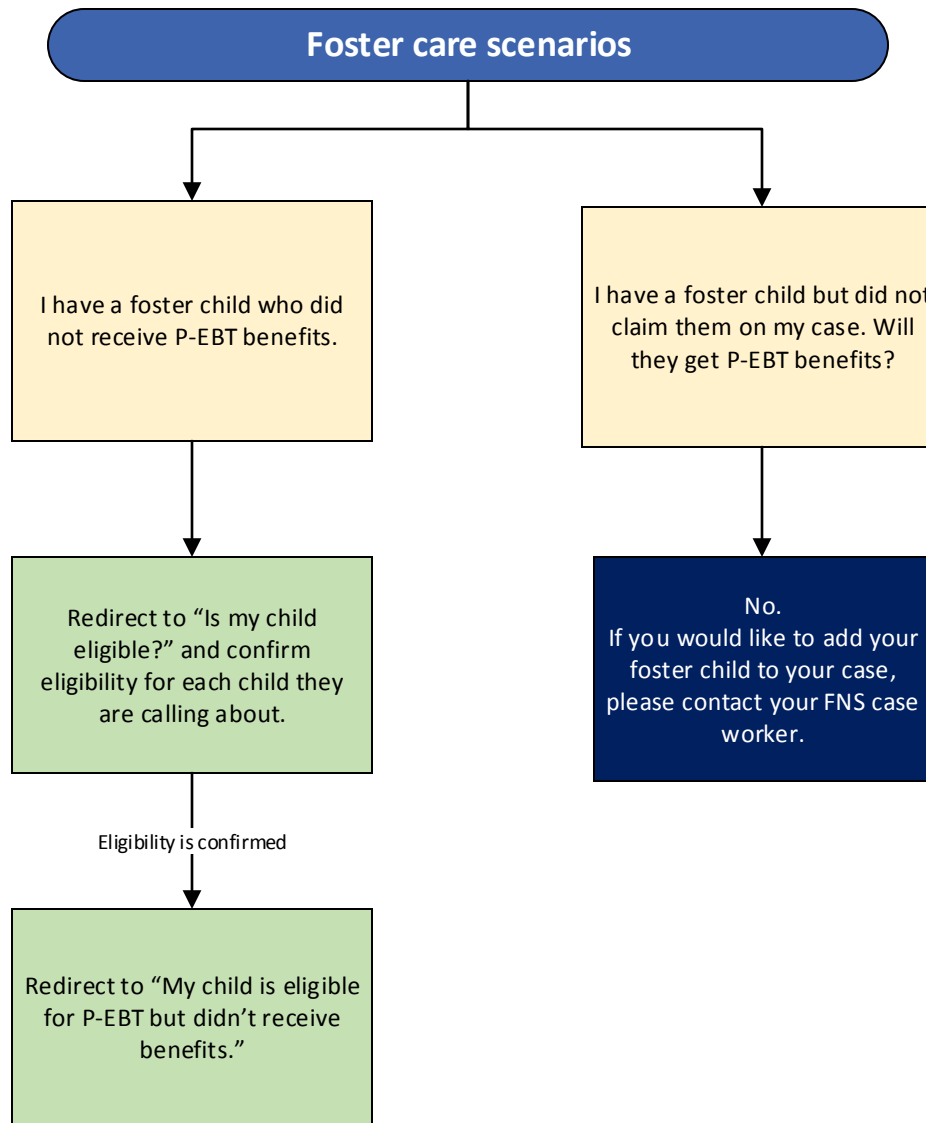 Foster care scenarios
I have a foster child who did
not receive P-EBT benefits.
I have a foster child but did not
claim them on my case. Will
they get P-EBT benefits?
Redirect to “Is my child
eligible?” and confirm
eligibility for each child they
are calling about.
No.
If you would like to add your
foster child to your case,
please contact your FNS case
worker.
Eligibility is confirmed
Redirect to “My child is eligible
for P-EBT but didn’t receive
benefits.”